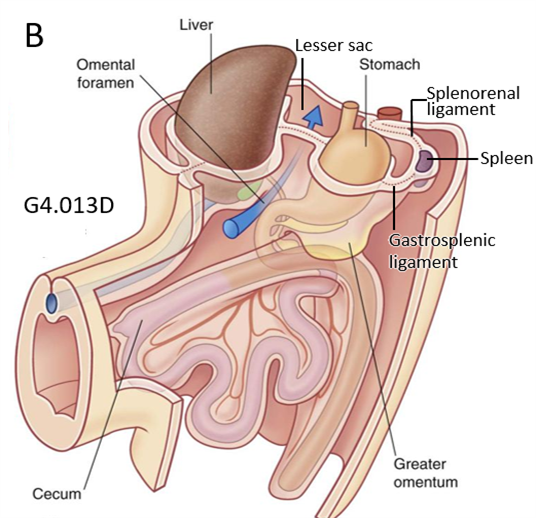 B
Liver
Lesser sac
Omental
foramen
Stomach
Splenorenal
ligament
Spleen
G4.013D
Gastrosplenic
ligament
Greater
omentum
Cecum